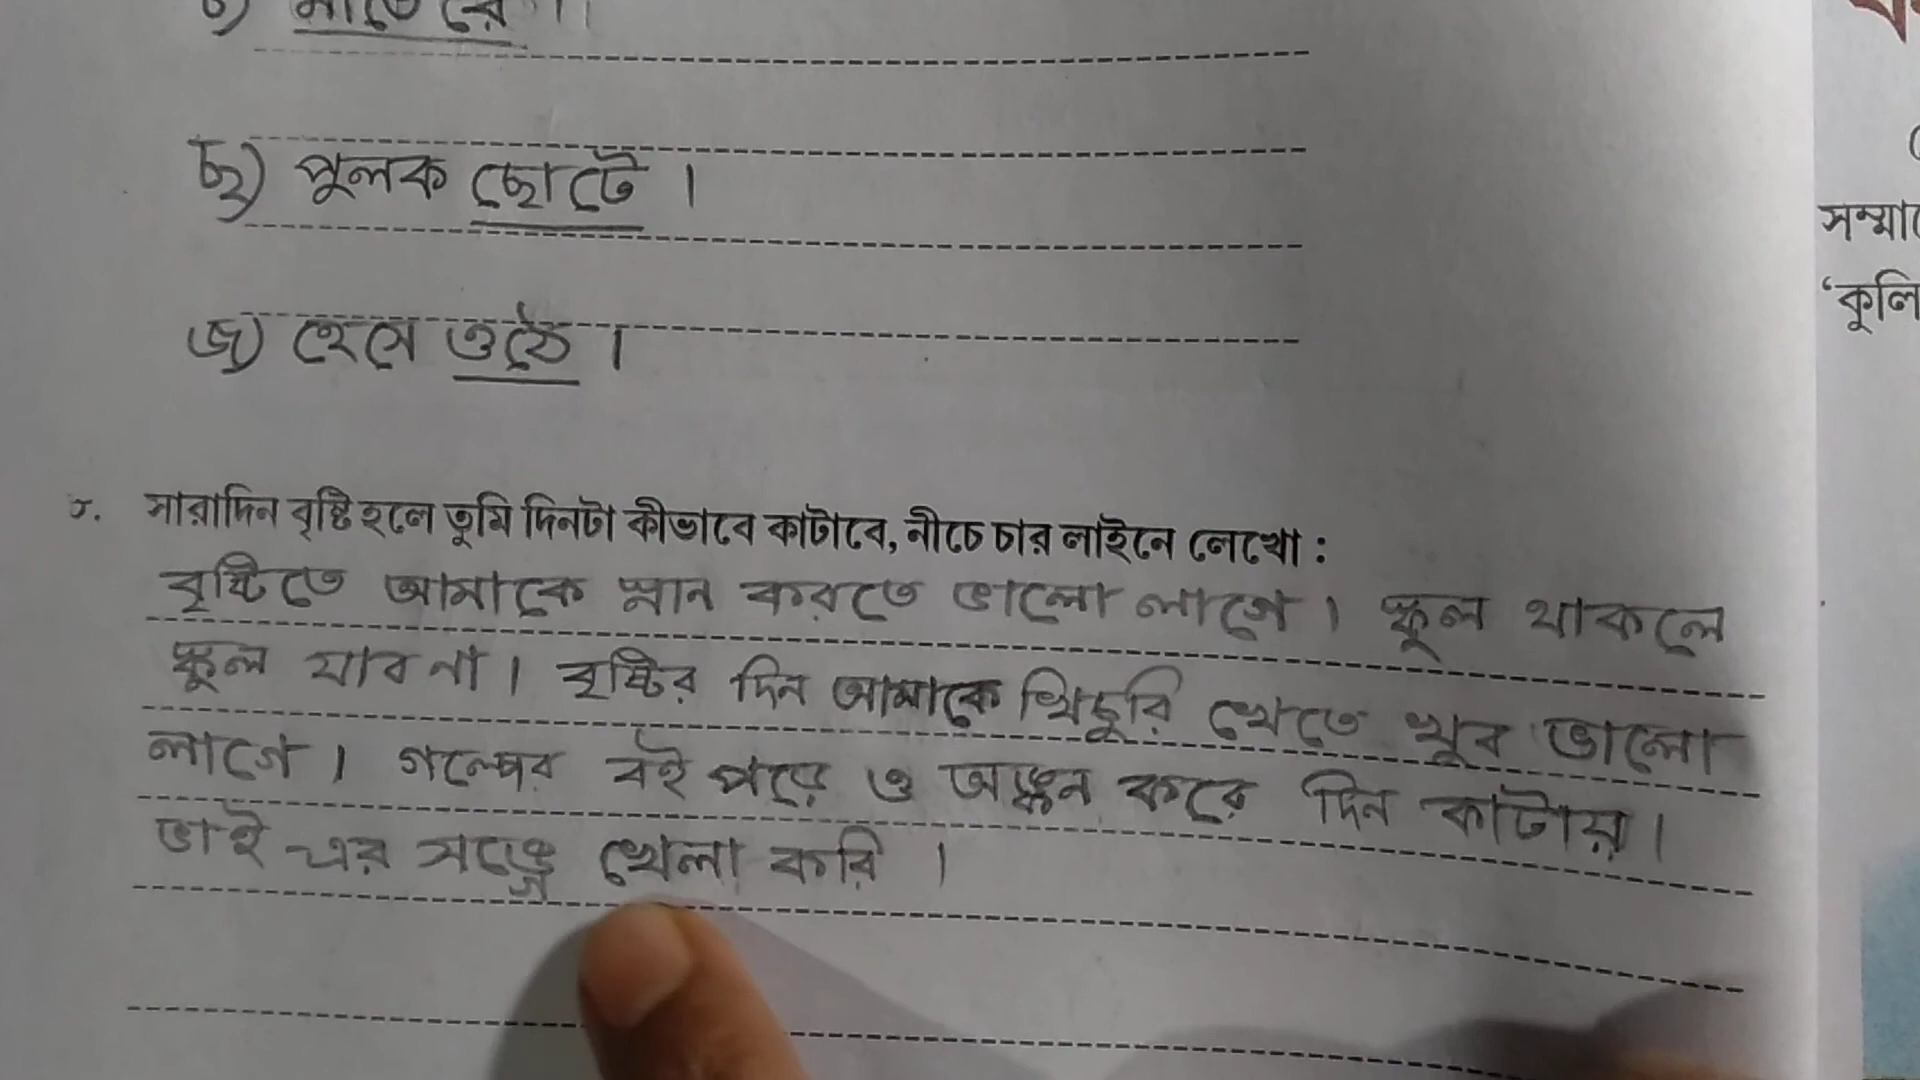 মাতে রে ।
ছ) পুলক ছোটে ।
জ) হেসে ওঠে ।
৮. সারাদিন বৃষ্টি হলে তুমি দিনটা কীভাবে কাটাবে, নীচে চার লাইনে লেখো :
বৃষ্টিতে আমাকে স্নান করতে ভালো লাগে । স্কুল থাকলে
স্কুল যাব না । বৃষ্টির দিন আমাকে খিচুরি খেতে খুব ভালো
লাগে । গল্পের বই পড়ে ও অঙ্কন করে দিন কাটায় ।
ভাই এর সঙ্গে খেলা করি ।
‘কুলি